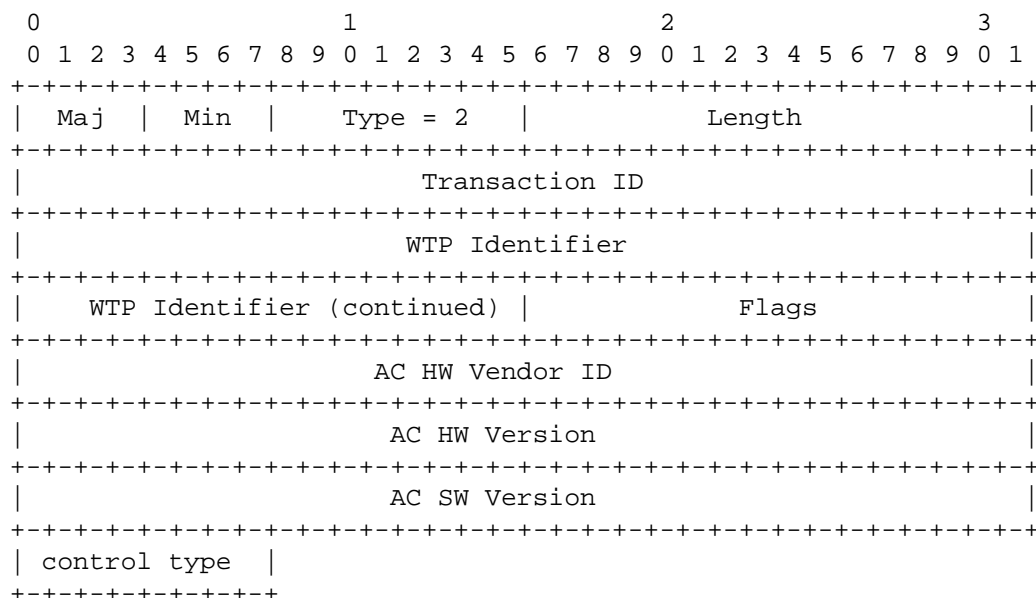 0                   1                   2                   3
 0 1 2 3 4 5 6 7 8 9 0 1 2 3 4 5 6 7 8 9 0 1 2 3 4 5 6 7 8 9 0 1
+-+-+-+-+-+-+-+-+-+-+-+-+-+-+-+-+-+-+-+-+-+-+-+-+-+-+-+-+-+-+-+-+
|  Maj  |  Min  |    Type = 2   |           Length              |
+-+-+-+-+-+-+-+-+-+-+-+-+-+-+-+-+-+-+-+-+-+-+-+-+-+-+-+-+-+-+-+-+
|                         Transaction ID                        |
+-+-+-+-+-+-+-+-+-+-+-+-+-+-+-+-+-+-+-+-+-+-+-+-+-+-+-+-+-+-+-+-+
|                        WTP Identifier                         |
+-+-+-+-+-+-+-+-+-+-+-+-+-+-+-+-+-+-+-+-+-+-+-+-+-+-+-+-+-+-+-+-+
|    WTP Identifier (continued) |             Flags             |
+-+-+-+-+-+-+-+-+-+-+-+-+-+-+-+-+-+-+-+-+-+-+-+-+-+-+-+-+-+-+-+-+
|                      AC HW Vendor ID                          |
+-+-+-+-+-+-+-+-+-+-+-+-+-+-+-+-+-+-+-+-+-+-+-+-+-+-+-+-+-+-+-+-+
|                       AC HW Version                           |
+-+-+-+-+-+-+-+-+-+-+-+-+-+-+-+-+-+-+-+-+-+-+-+-+-+-+-+-+-+-+-+-+
|                       AC SW Version                           |
+-+-+-+-+-+-+-+-+-+-+-+-+-+-+-+-+-+-+-+-+-+-+-+-+-+-+-+-+-+-+-+-+
| control type  |
+-+-+-+-+-+-+-+-+